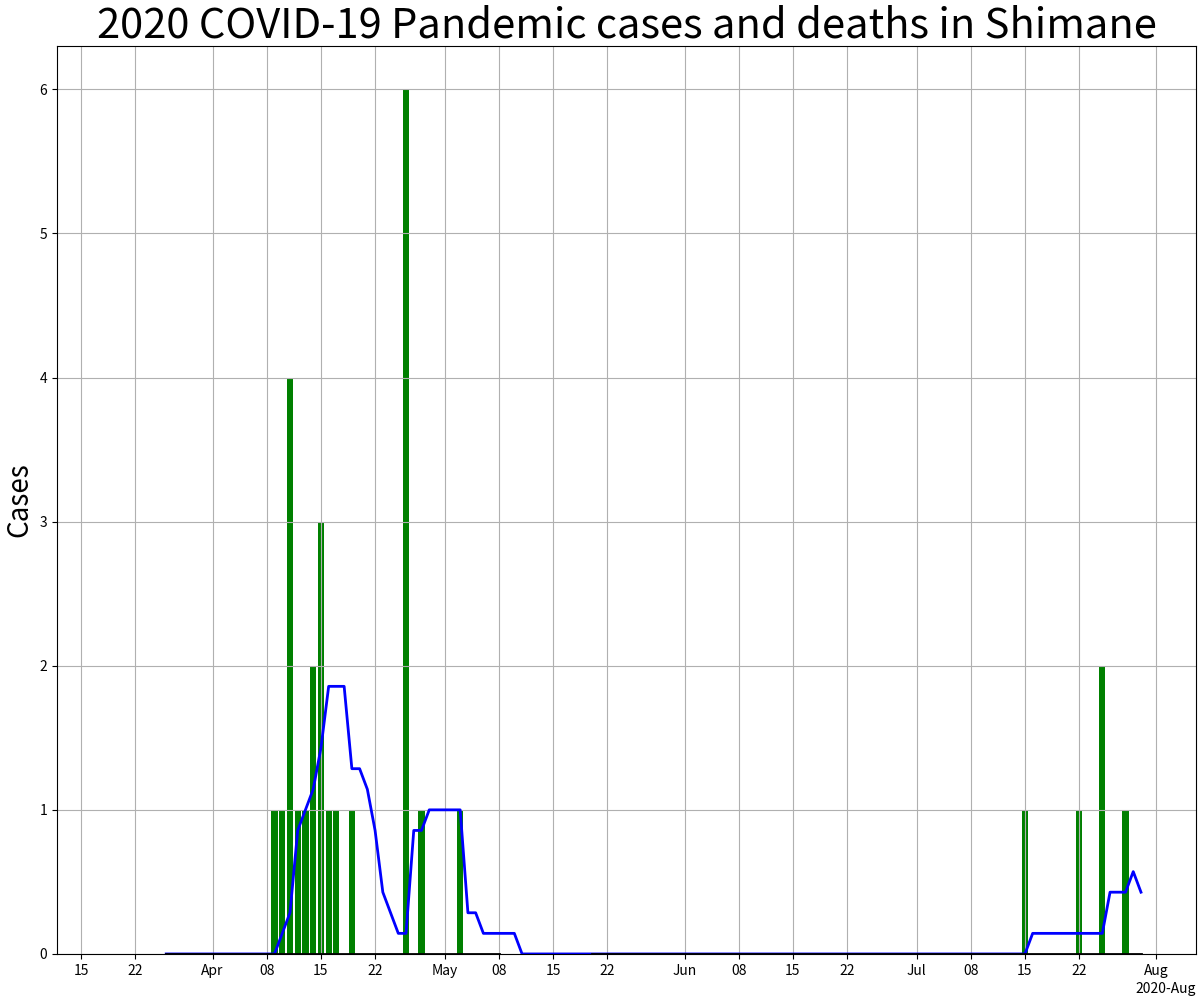 2020 COVID-19 Pandemic cases and deaths in Shimane
Cases
6
5
4
3
2
1
0
15 22 Apr 08 15 22 May 08 15 22 Jun 08 15 22 Jul 08 15 22 Aug
2020-Aug